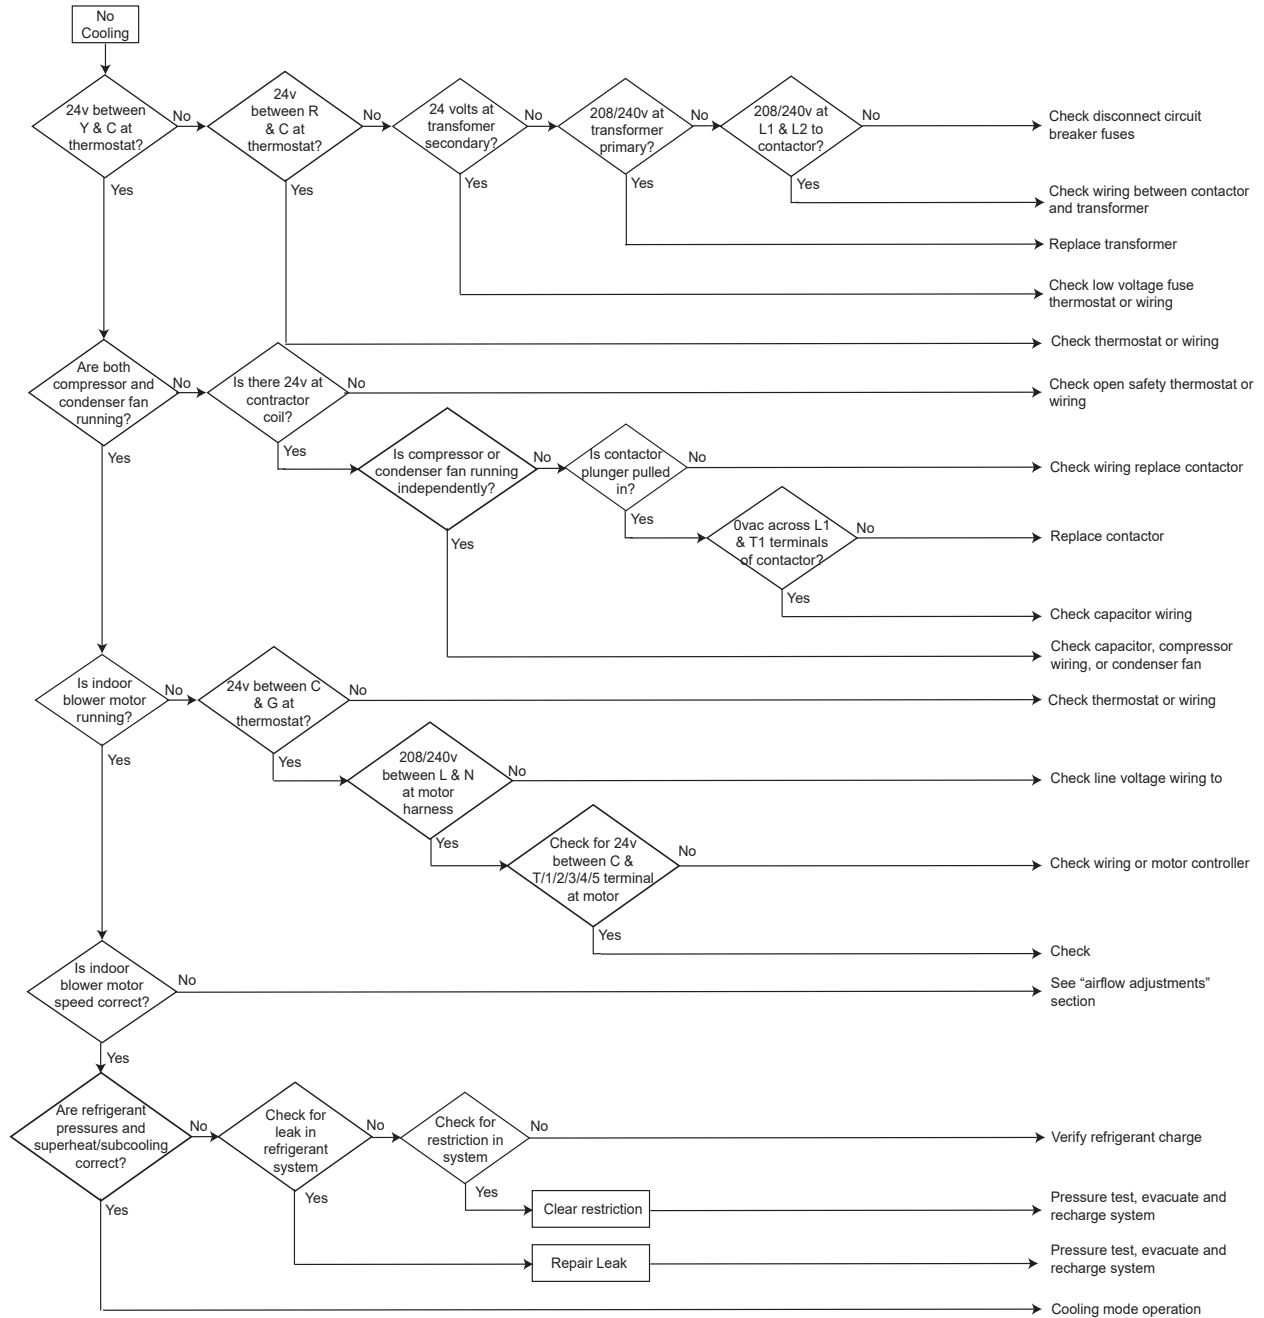 No
Cooling
24v between
Y & C at
thermostat?
No
Yes
24v
between R
& C at
thermostat?
No
Yes
24 volts at
transfomer
secondary?
No
Yes
208/240v at
transformer
primary?
No
Yes
208/240v at
L1 & L2 to
contactor?
No
Yes
Check disconnect circuit
breaker fuses
Check wiring between contactor
and transformer
Replace transformer
Check low voltage fuse
thermostat or wiring
Check thermostat or wiring
Are both
compressor and
condenser fan
running?
No
Yes
Is there 24v at
contractor
coil?
No
Yes
Check open safety thermostat or
wiring
Is compressor or
condenser fan running
independently?
No
Yes
Is contactor
plunger pulled
in?
No
Yes
Check wiring replace contactor
0vac across L1
& T1 terminals
of contactor?
No
Yes
Replace contactor
Check capacitor wiring
Check capacitor, compressor
wiring, or condenser fan
Is indoor
blower motor
running?
No
Yes
24v between C
& G at
thermostat?
No
Yes
Check thermostat or wiring
208/240v
between L & N
at motor
harness
No
Yes
Check line voltage wiring to
Check for 24v
between C &
T/1/2/3/4/5 terminal
at motor
No
Yes
Check wiring or motor controller
Check
Is indoor
blower motor
speed correct?
No
Yes
See “airflow adjustments”
section
Are refrigerant
pressures and
superheat/subcooling
correct?
No
Yes
Check for
leak in
refrigerant
system
No
Yes
Check for
restriction in
system
No
Yes
Verify refrigerant charge
Clear restriction
Pressure test, evacuate and
recharge system
Repair Leak
Pressure test, evacuate and
recharge system
Cooling mode operation